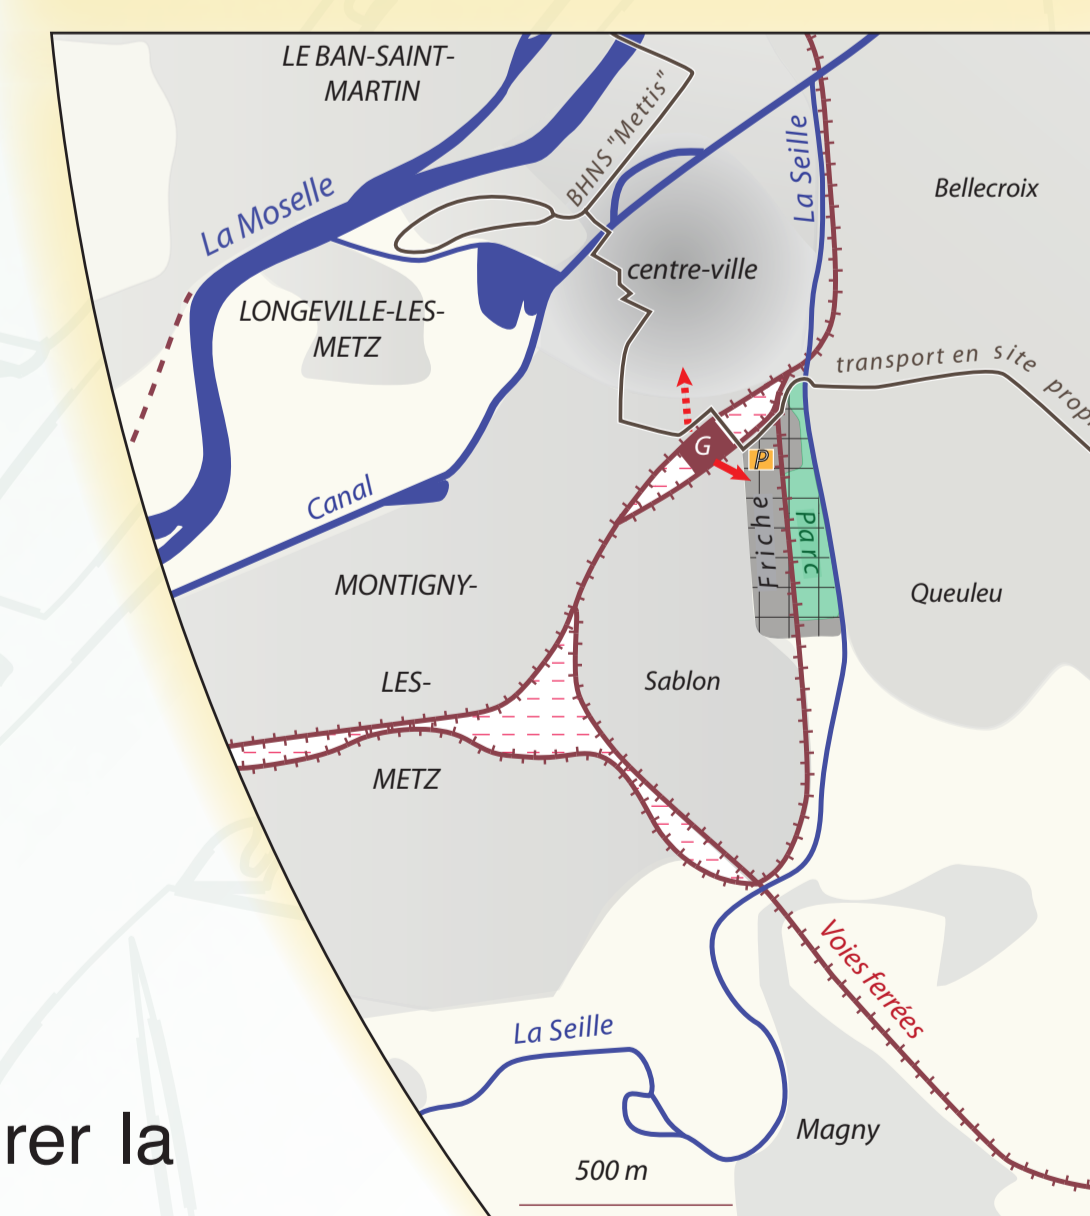 LE BAN-SAINT-
MARTIN
BHNS "Mettis"
La Seille
Bellecroix
La Moselle
centre-ville
LONGEVILLE-LES-
METZ
transport en site prop
G
P
Canal
Friche
Parc
MONTIGNY-
Queuleu
LES-
Sablon
METZ
Voies ferrées
La Seille
Magny
rer la
500 m